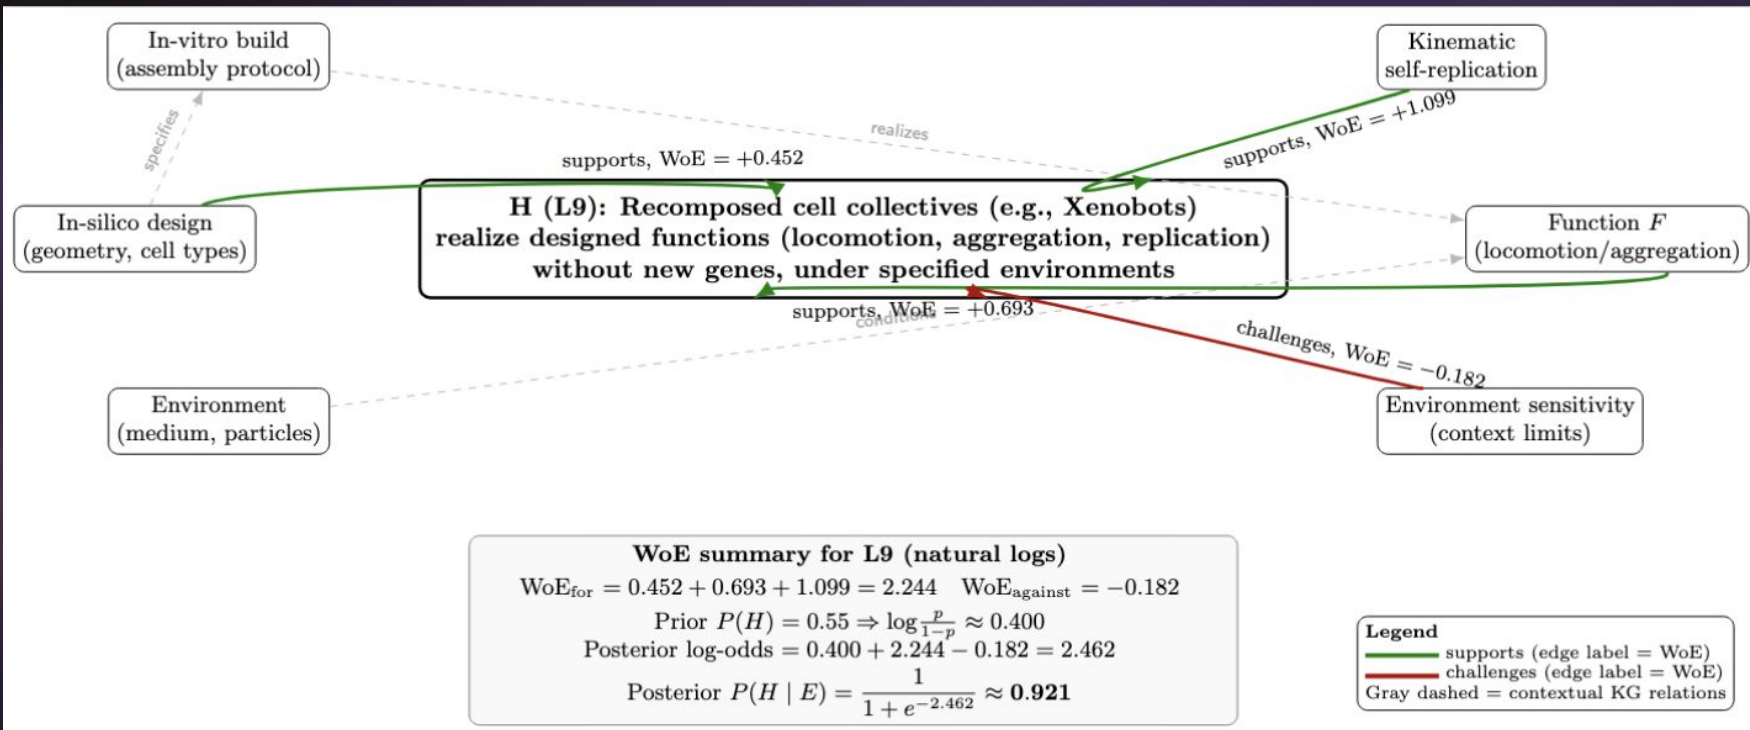 In-vitro build
(assembly protocol)
Kinematic
self-replication
specifies
realizes
supports, WoE = +1.099
supports, WoE = +0.452
In-silico design
(geometry, cell types)
H (L9): Recomposed cell collectives (e.g., Xenobots)
realize designed functions (locomotion, aggregation, replication)
without new genes, under specified environments
Function F
(locomotion/aggregation)
supports, WoE = +0.693
conditions
challenges, WoE = −0.182
Environment
(medium, particles)
Environment sensitivity
(context limits)
WoE summary for L9 (natural logs)
WoE_for = 0.452 + 0.693 + 1.099 = 2.244 WoE_against = −0.182
Prior P(H) = 0.55 ⇒ log p/(1−p) ≈ 0.400
Posterior log-odds = 0.400 + 2.244 − 0.182 = 2.462
Posterior P(H | E) = 1/(1 + e^−2.462) ≈ 0.921
Legend
supports (edge label = WoE)
challenges (edge label = WoE)
Gray dashed = contextual KG relations